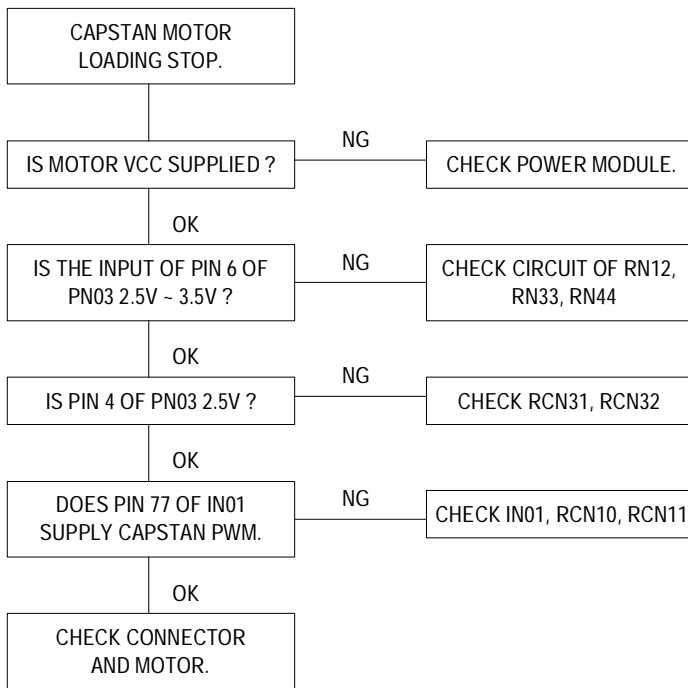 CAPSTAN MOTOR
LOADING STOP.
IS MOTOR VCC SUPPLIED ?
NG
CHECK POWER MODULE.
OK
IS THE INPUT OF PIN 6 OF
PN03 2.5V ~ 3.5V ?
NG
CHECK CIRCUIT OF RN12,
RN33, RN44
OK
IS PIN 4 OF PN03 2.5V ?
NG
CHECK RCN31, RCN32
OK
DOES PIN 77 OF IN01
SUPPLY CAPSTAN PWM.
NG
CHECK IN01, RCN10, RCN11
OK
CHECK CONNECTOR
AND MOTOR.